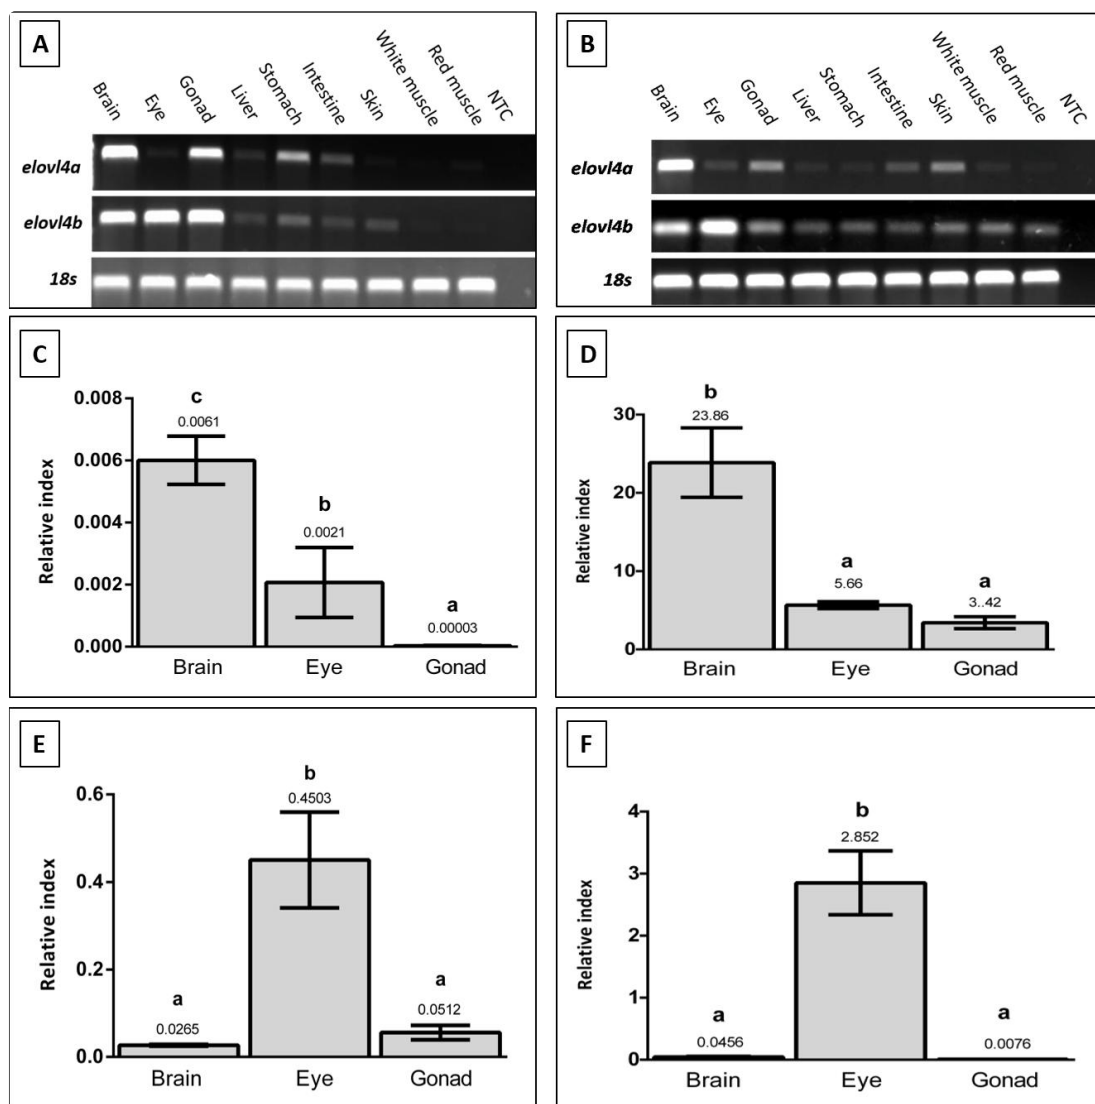 A
Brain Eye Gonad Liver Stomach Intestine Skin White muscle Red muscle NTC
elovl4a
elovl4b
18s
B
Brain Eye Gonad Liver Stomach Intestine Skin White muscle Red muscle NTC
elovl4a
elovl4b
18s
C
Relative index
0.008
0.006
0.004
0.002
0.000
c
0.0061
b
0.0021
a
0.00003
Brain Eye Gonad
D
Relative index
30
20
10
0
b
23.86
a
5.66
a
3..42
Brain Eye Gonad
E
Relative index
0.6
0.4
0.2
0.0
a
0.0265
b
0.4503
a
0.0512
Brain Eye Gonad
F
Relative index
4
3
2
1
0
a
0.0456
b
2.852
a
0.0076
Brain Eye Gonad